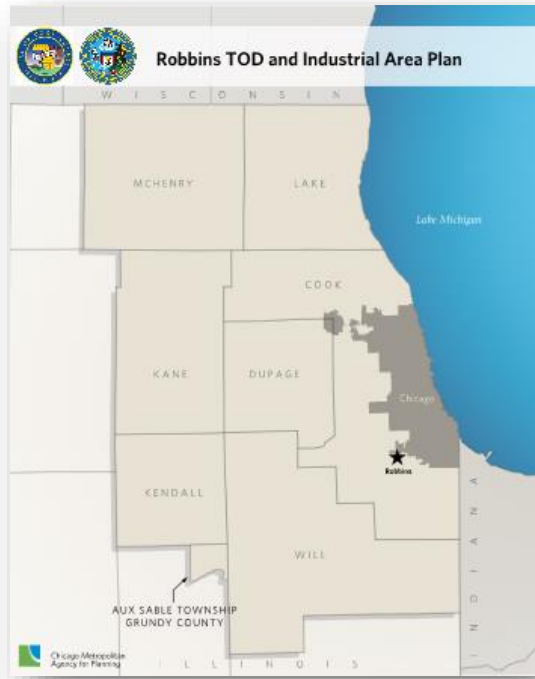 Robbins TOD and Industrial Area Plan
WISCONSIN
MCHENRY
LAKE
Lake Michigan
COOK
KANE
DUPAGE
Chicago
Robbins
KENDALL
WILL
INDIANA
AUX SABLE TOWNSHIP
GRUNDY COUNTY
Chicago Metropolitan
Agency for Planning
ILLINOIS